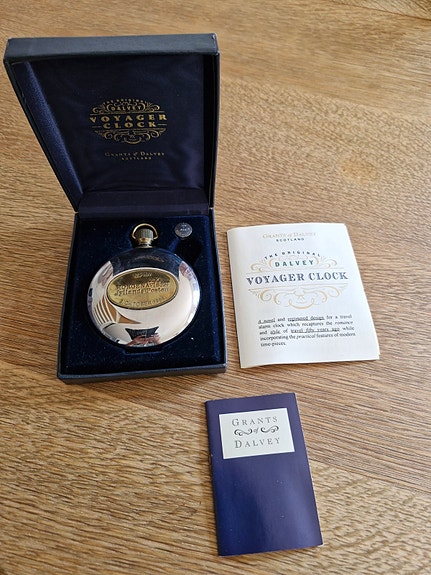 THE ORIGINAL
DALVEY
VOYAGER
CLOCK
GRANTS of DALVEY
SCOTLAND
GRANTS of DALVEY
SCOTLAND
THE ORIGINAL
DALVEY
VOYAGER CLOCK
A novel and registered design for a travel
alarm clock which recaptures the romance
and style of travel fifty years ago while
incorporating the practical features of modern
time-pieces.
GRANTS
of
DALVEY